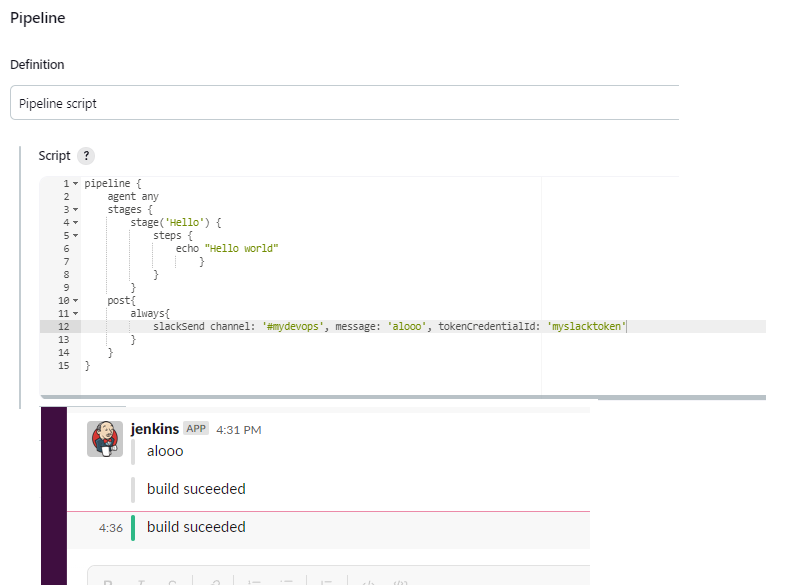 Pipeline
Definition
Pipeline script
Script ?
1 pipeline {
2 agent any
3 stages {
4 stage('Hello') {
5 steps {
6 echo "Hello world"
7 }
8 }
9 }
10 post{
11 always{
12 slackSend channel: '#mydevops', message: 'alooo', tokenCredentialId: 'myslacktoken'
13 }
14 }
15 }
jenkins APP 4:31 PM
alooo
build suceeded
4:36 build suceeded